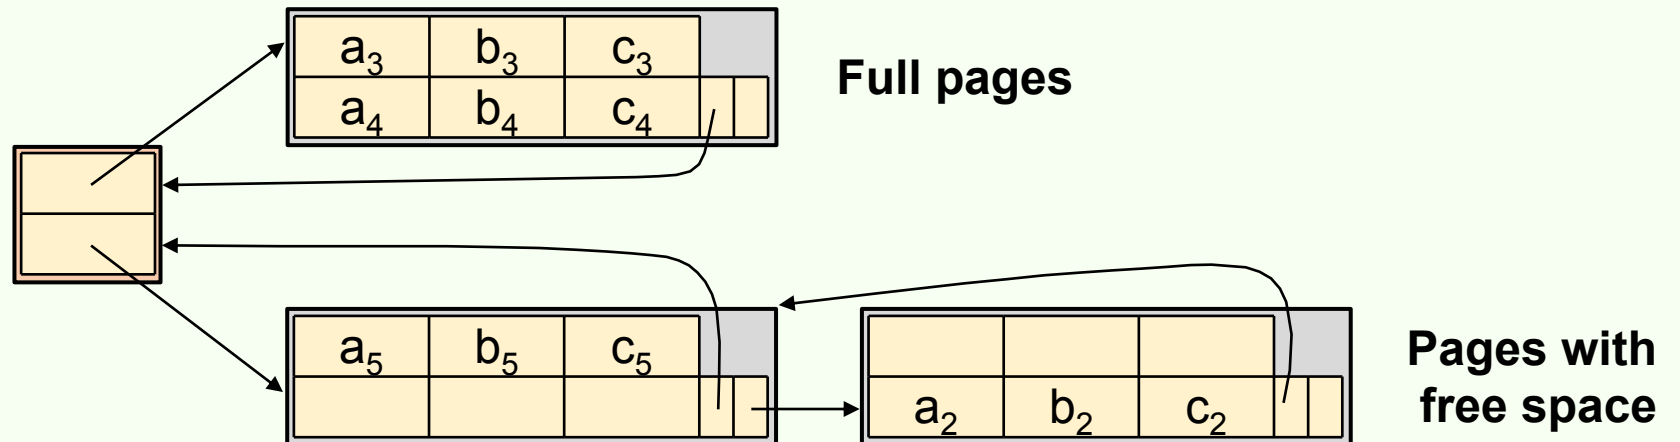 a₃ b₃ c₃
a₄ b₄ c₄
Full pages
a₅ b₅ c₅
a₂ b₂ c₂
Pages with
free space